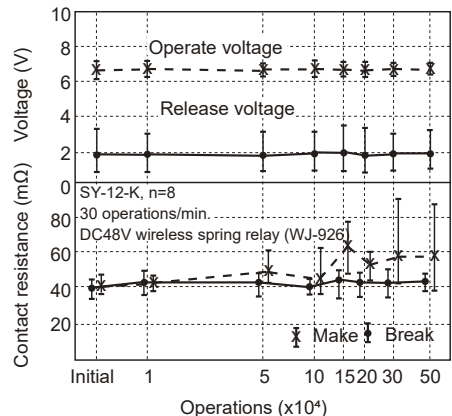 10
8
6
4
2
0
Voltage (V)
Operate voltage
Release voltage
Contact resistance (mΩ)
SY-12-K, n=8
30 operations/min.
DC48V wireless spring relay (WJ-926
80
60
40
20
Make Break
Initial 1 5 10 15 20 30 50
Operations (x10⁴)